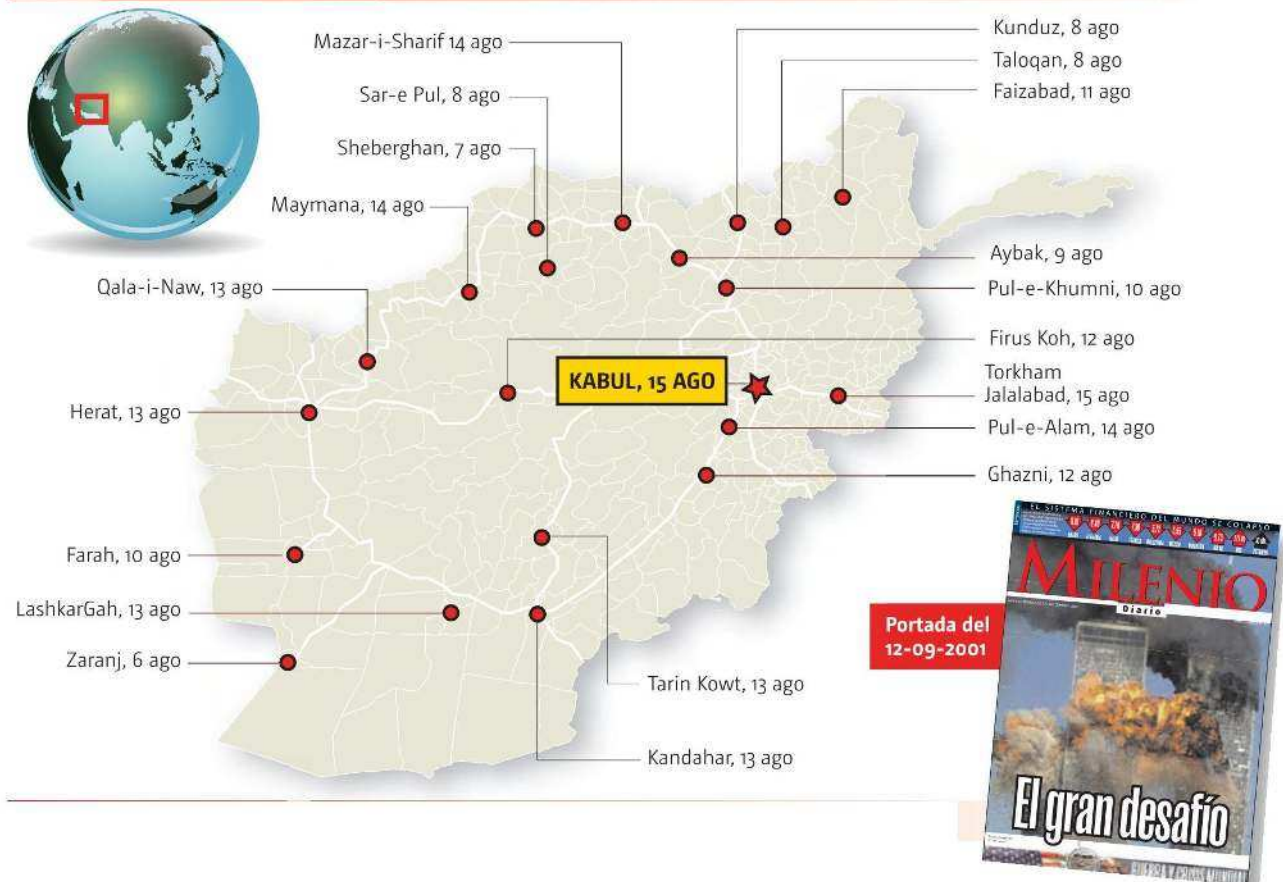 Mazar-i-Sharif 14 ago
Sar-e Pul, 8 ago
Sheberghan, 7 ago
Maymana, 14 ago
Qala-i-Naw, 13 ago
Herat, 13 ago
Farah, 10 ago
LashkarGah, 13 ago
Zaranj, 6 ago
Kunduz, 8 ago
Taloqan, 8 ago
Faizabad, 11 ago
Aybak, 9 ago
Pul-e-Khumni, 10 ago
Firus Koh, 12 ago
KABUL, 15 AGO
Torkham
Jalalabad, 15 ago
Pul-e-Alam, 14 ago
Ghazni, 12 ago
Tarin Kowt, 13 ago
Kandahar, 13 ago
Portada del
12-09-2001
EL SISTEMA FINANCIERO DEL MUNDO SE COLAPSÓ
MILENIO
Diario
El gran desafío